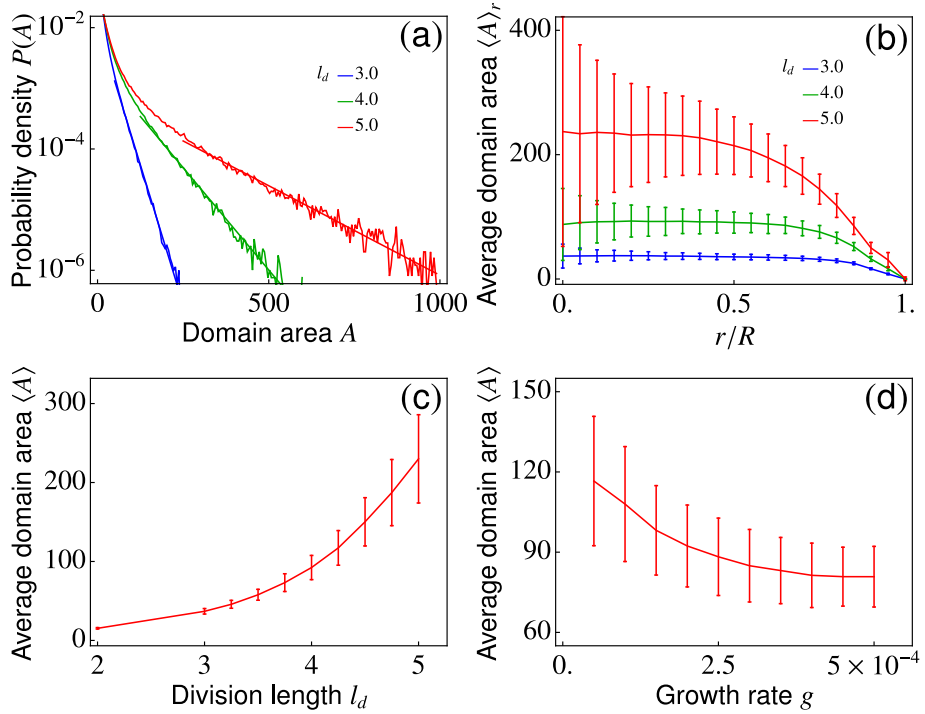 (a)
Probability density P(A)
10⁻²
10⁻⁴
10⁻⁶
l_d
3.0
4.0
5.0
0
500
1000
Domain area A
(b)
Average domain area ⟨A⟩_r
400
200
0
l_d
3.0
4.0
5.0
0.
0.5
1.
r/R
(c)
Average domain area ⟨A⟩
300
200
100
0
2
3
4
5
Division length l_d
(d)
Average domain area ⟨A⟩
150
120
90
60
0.
2.5
5 × 10⁻⁴
Growth rate g